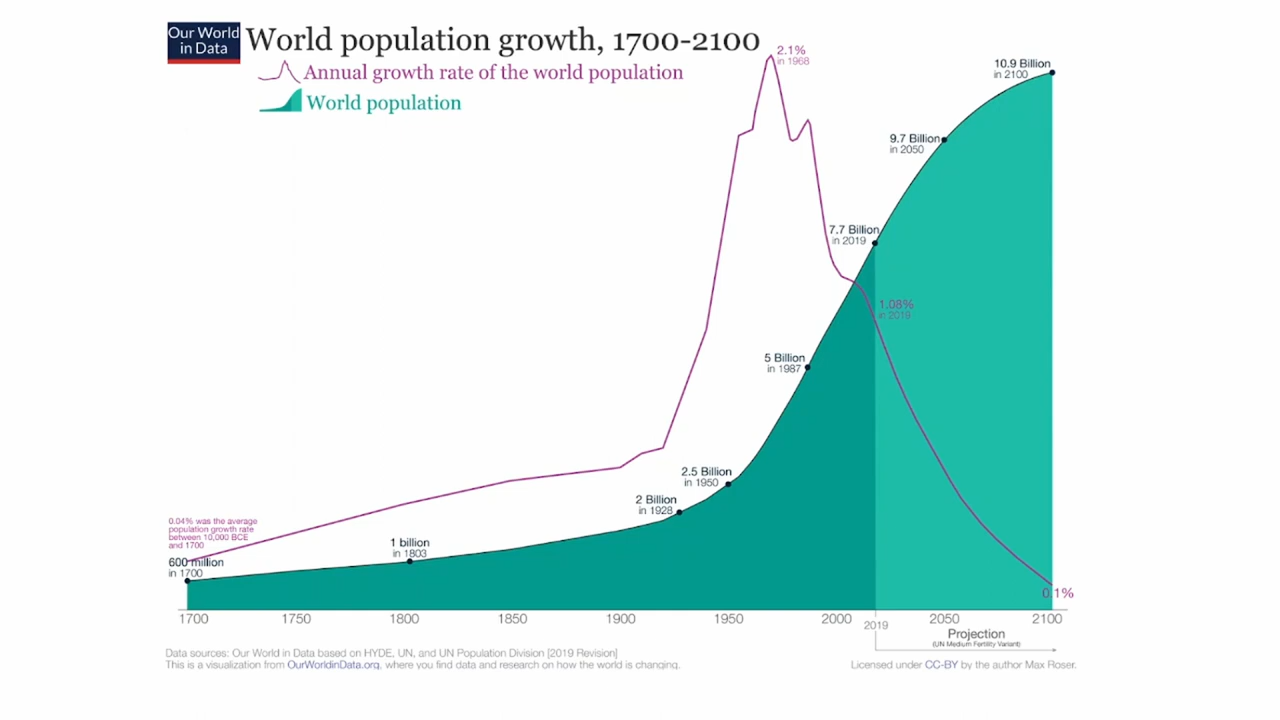 Our World
in Data
World population growth, 1700-2100
Annual growth rate of the world population
World population
2.1%
in 1968
10.9 Billion
in 2100
9.7 Billion
in 2050
7.7 Billion
in 2019
1.08%
in 2019
5 Billion
in 1987
2.5 Billion
in 1950
2 Billion
in 1928
1 billion
in 1803
0.04% was the average
population growth rate
between 10,000 BCE
and 1700
600 million
in 1700
0.1%
1700 1750 1800 1850 1900 1950 2000 2019 2050 2100
Projection
(UN Medium Fertility Variant)
Data sources: Our World in Data based on HYDE, UN, and UN Population Division [2019 Revision]
This is a visualization from OurWorldinData.org, where you find data and research on how the world is changing.
Licensed under CC-BY by the author Max Roser.